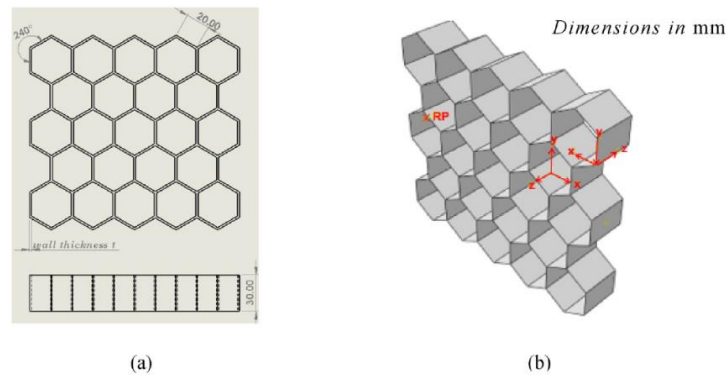 240°
20.00
wall thickness t
30.00
Dimensions in mm
RP
y
x
z
y
z
x
(a)
(b)